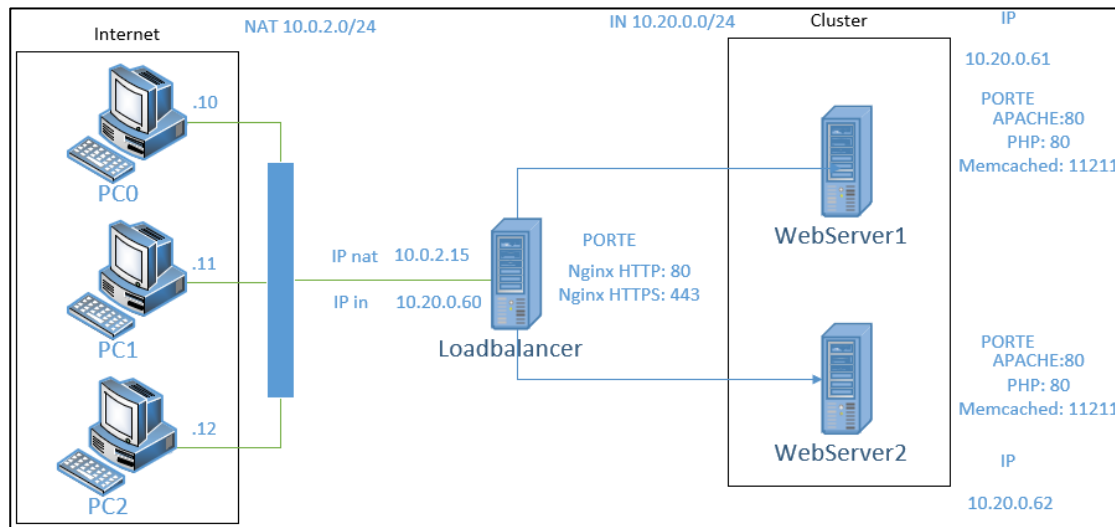 Internet
NAT 10.0.2.0/24
IN 10.20.0.0/24
Cluster
IP
10.20.0.61
.10
PC0
.11
PC1
.12
PC2
IP nat 10.0.2.15
IP in 10.20.0.60
Loadbalancer
PORTE
Nginx HTTP: 80
Nginx HTTPS: 443
WebServer1
PORTE
APACHE:80
PHP: 80
Memcached: 11211
WebServer2
PORTE
APACHE:80
PHP: 80
Memcached: 11211
IP
10.20.0.62